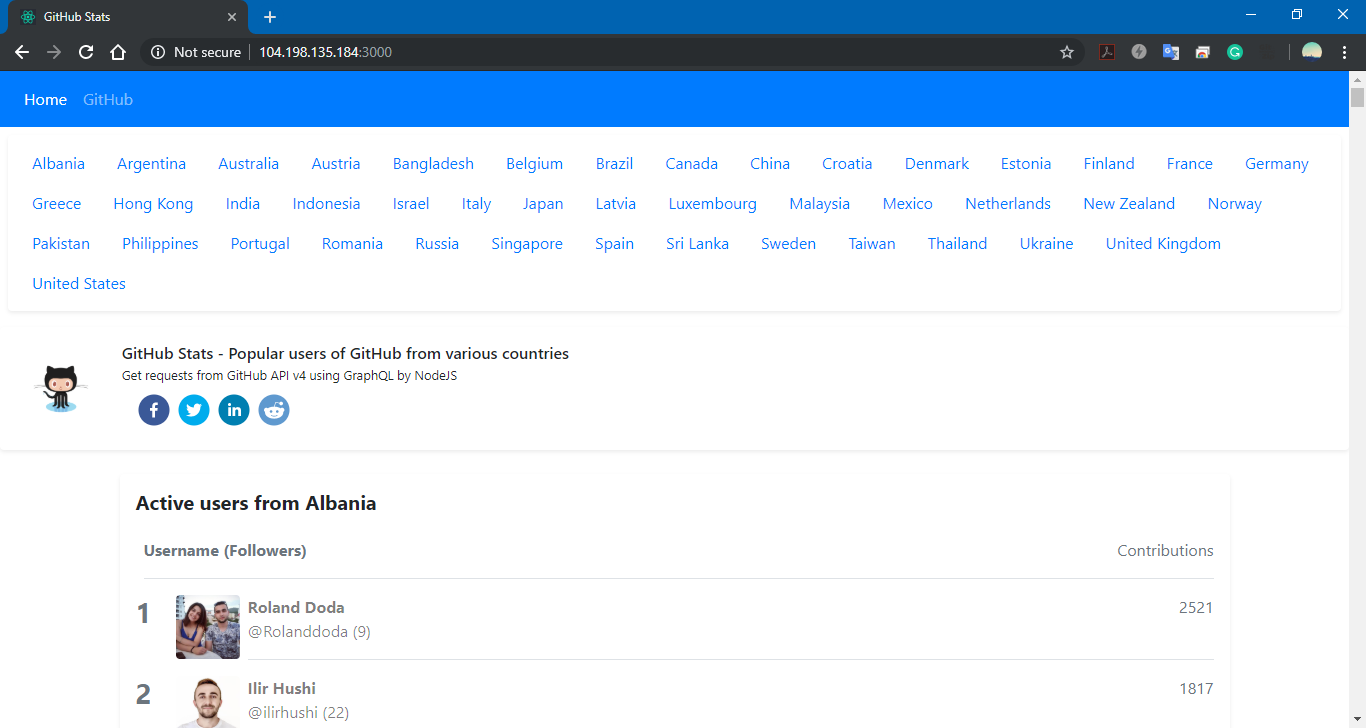 GitHub Stats
Not secure 104.198.135.184:3000
Home GitHub
Albania Argentina Australia Austria Bangladesh Belgium Brazil Canada China Croatia Denmark Estonia Finland France Germany
Greece Hong Kong India Indonesia Israel Italy Japan Latvia Luxembourg Malaysia Mexico Netherlands New Zealand Norway
Pakistan Philippines Portugal Romania Russia Singapore Spain Sri Lanka Sweden Taiwan Thailand Ukraine United Kingdom
United States
GitHub Stats - Popular users of GitHub from various countries
Get requests from GitHub API v4 using GraphQL by NodeJS
Active users from Albania
Username (Followers) Contributions
1 Roland Doda 2521
@Rolanddoda (9)
2 Ilir Hushi 1817
@ilirhushi (22)